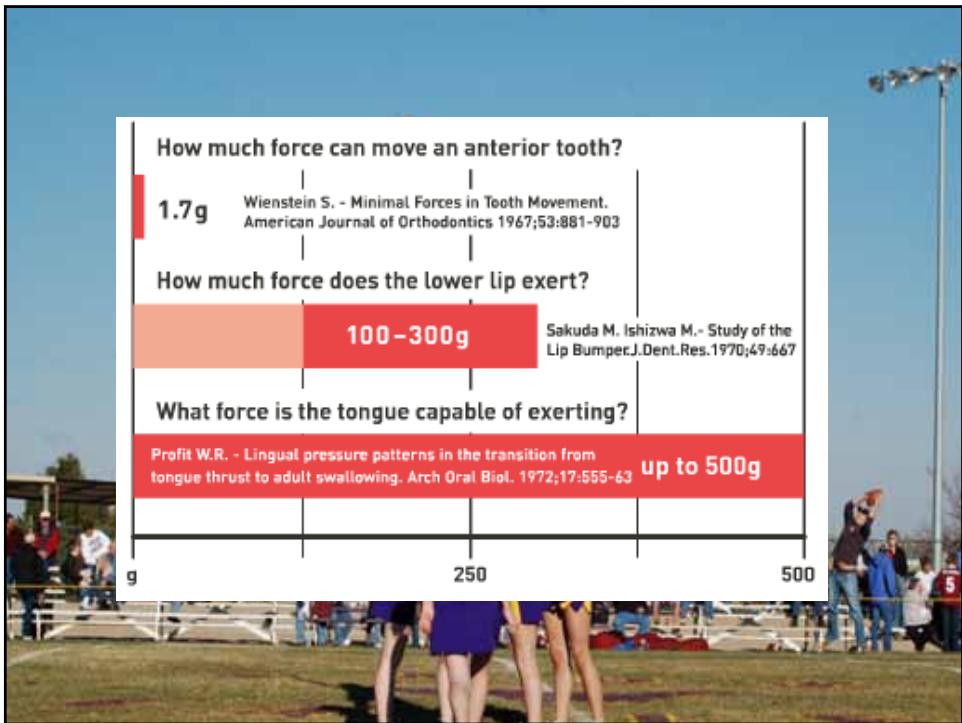 How much force can move an anterior tooth?
1.7g
Wienstein S. - Minimal Forces in Tooth Movement.
American Journal of Orthodontics 1967;53:881-903
How much force does the lower lip exert?
100-300g
Sakuda M. Ishizwa M.- Study of the
Lip Bumper.J.Dent.Res.1970;49:667
What force is the tongue capable of exerting?
Profit W.R. - Lingual pressure patterns in the transition from
tongue thrust to adult swallowing. Arch Oral Biol. 1972;17:555-63
up to 500g
g
250
500
5